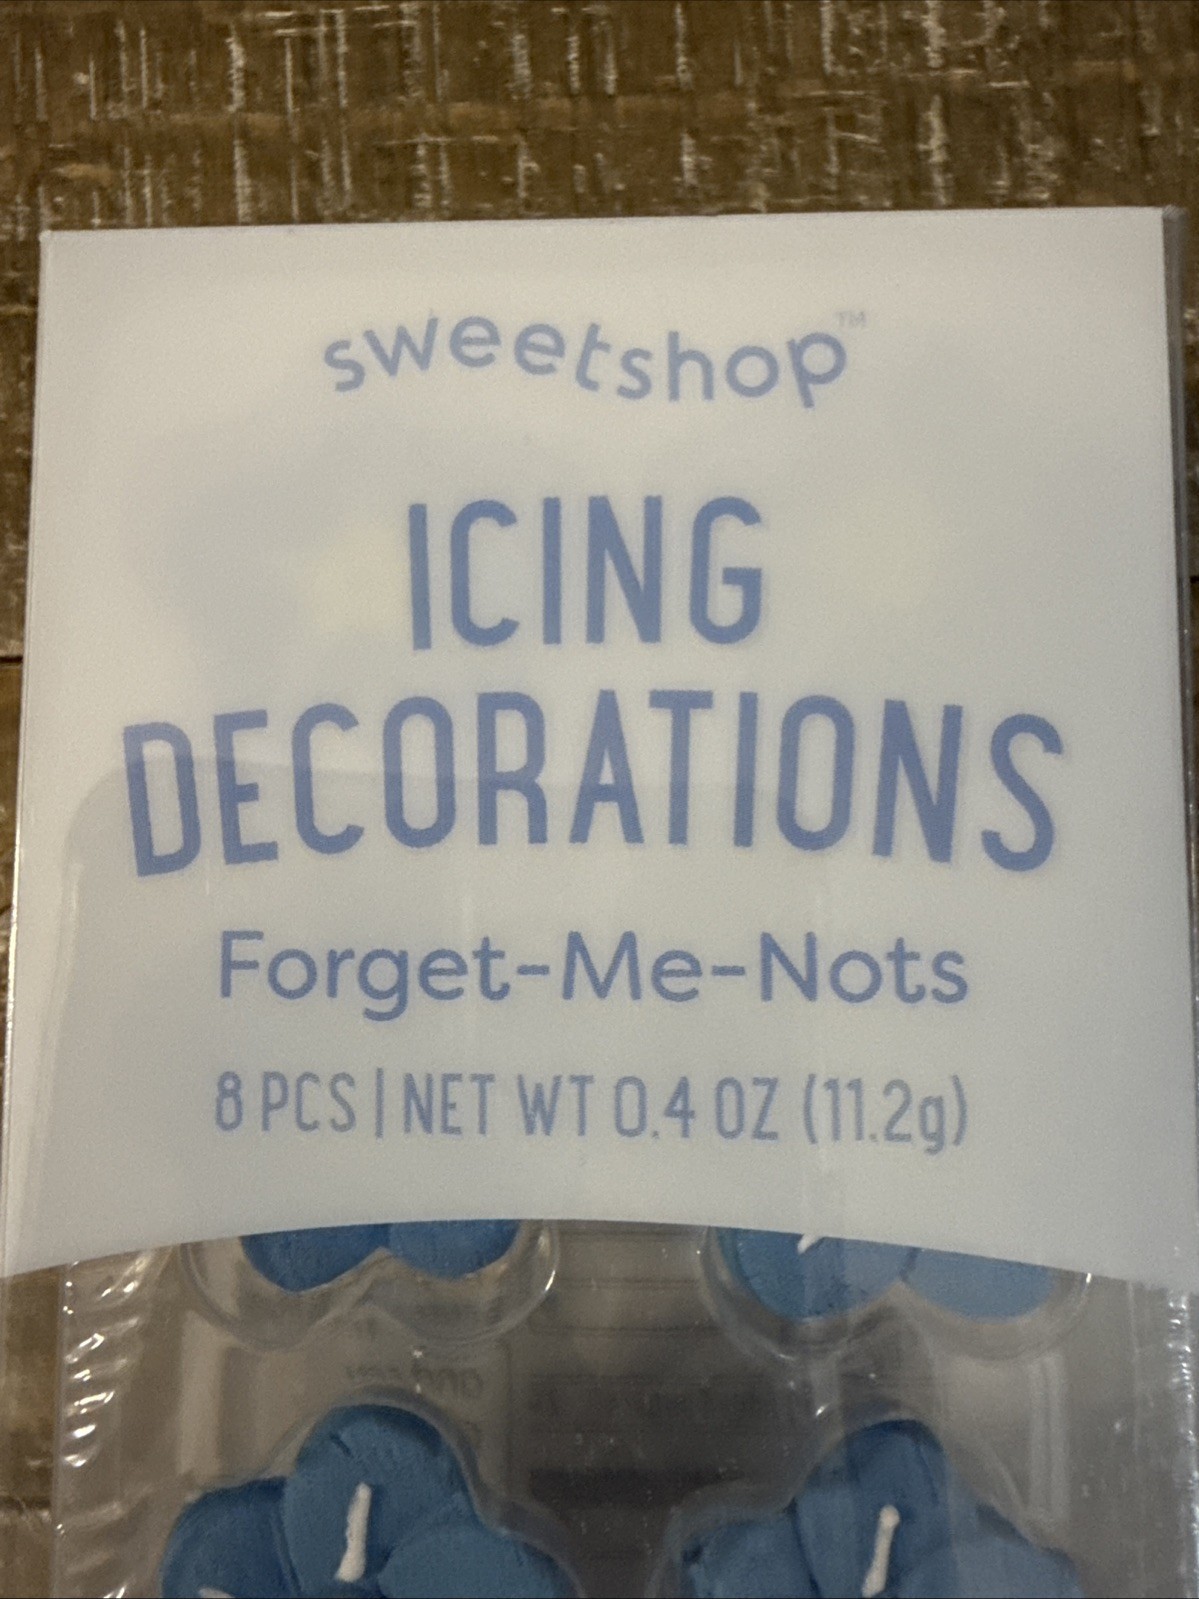 sweetshop™
ICING
DECORATIONS
Forget-Me-Nots
8 PCS | NET WT 0.4 OZ (11.2g)